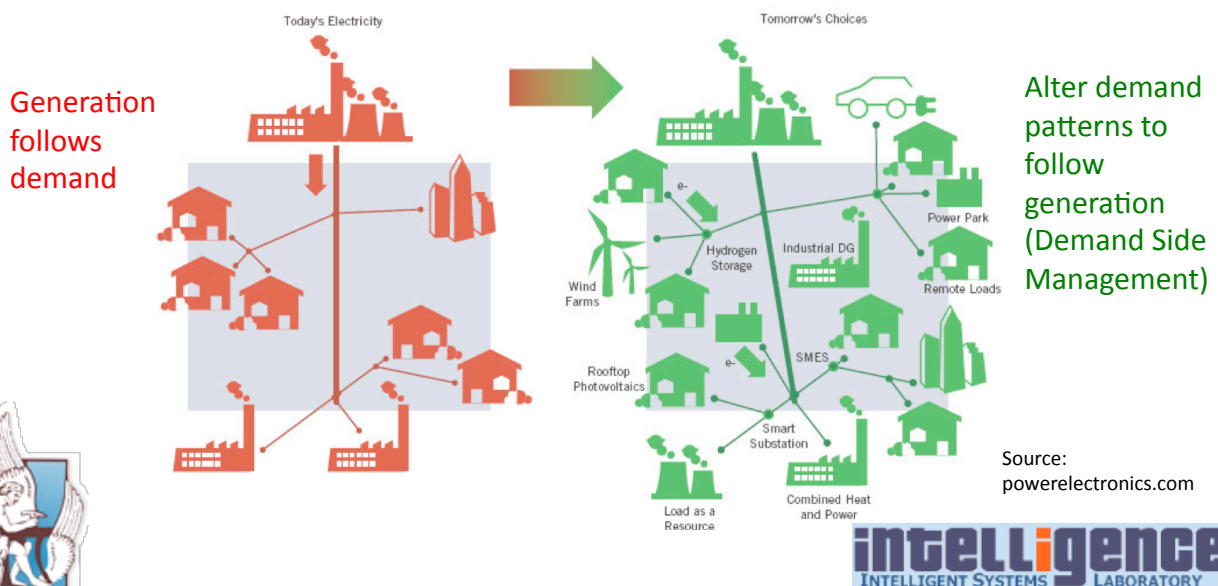 Today's Electricity
Tomorrow's Choices
Generation
follows
demand
Alter demand
patterns to
follow
generation
(Demand Side
Management)
e-
Power Park
Hydrogen
Storage
Industrial DG
Wind
Farms
Remote Loads
SMES
e-
Rooftop
Photovoltaics
Smart
Substation
Load as a
Resource
Combined Heat
and Power
Source:
powerelectronics.com
intelligence
INTELLIGENT SYSTEMS LABORATORY